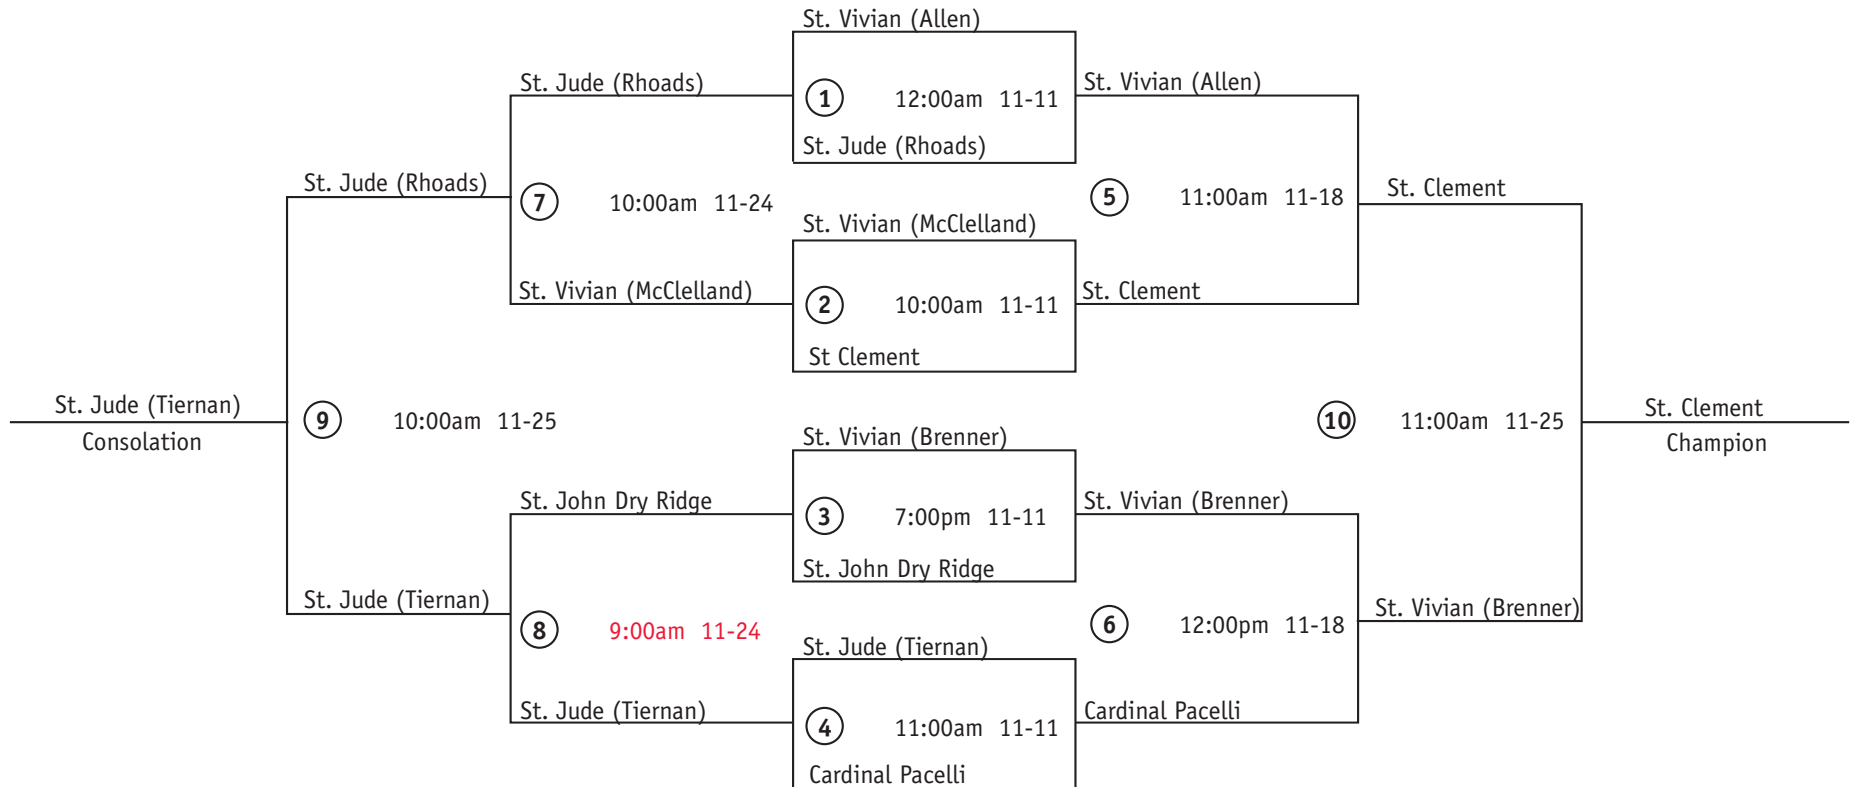 St. Vivian (Allen)
St. Jude (Rhoads)
1 12:00am 11-11
St. Vivian (Allen)
St. Jude (Rhoads)
St. Jude (Rhoads)
7 10:00am 11-24
5 11:00am 11-18
St. Clement
St. Vivian (McClelland)
St. Vivian (McClelland)
2 10:00am 11-11
St. Clement
St Clement
St. Jude (Tiernan)
Consolation
9 10:00am 11-25
10 11:00am 11-25
St. Clement
Champion
St. Vivian (Brenner)
St. John Dry Ridge
3 7:00pm 11-11
St. Vivian (Brenner)
St. John Dry Ridge
St. Jude (Tiernan)
8 9:00am 11-24
6 12:00pm 11-18
St. Vivian (Brenner)
St. Jude (Tiernan)
St. Jude (Tiernan)
4 11:00am 11-11
Cardinal Pacelli
Cardinal Pacelli